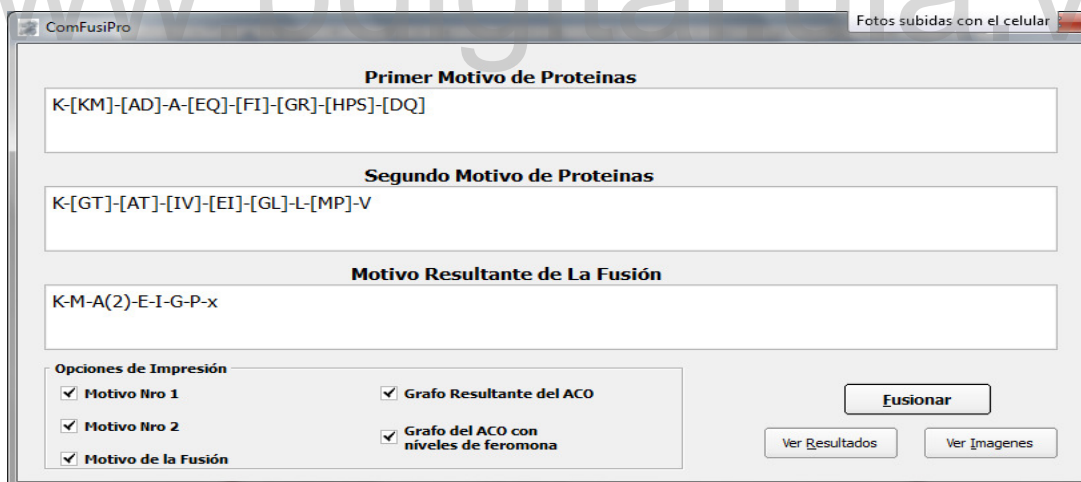 ComFusiPro
Fotos subidas con el celular
Primer Motivo de Proteinas
K-[KM]-[AD]-A-[EQ]-[FI]-[GR]-[HPS]-[DQ]
Segundo Motivo de Proteinas
K-[GT]-[AT]-[IV]-[EI]-[GL]-L-[MP]-V
Motivo Resultante de La Fusión
K-M-A(2)-E-I-G-P-x
Opciones de Impresión
Motivo Nro 1
Grafo Resultante del ACO
Motivo Nro 2
Grafo del ACO con
níveles de feromona
Motivo de la Fusión
Fusionar
Ver Resultados
Ver Imagenes